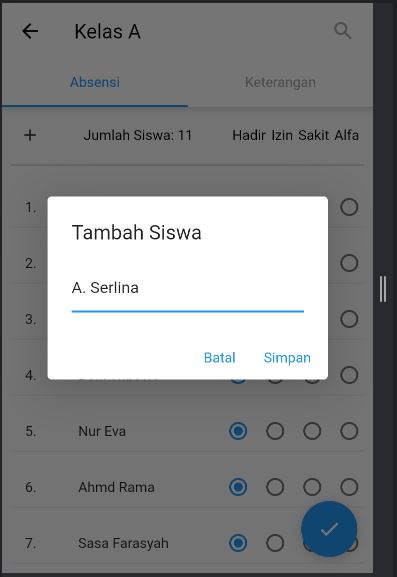 Kelas A
Absensi Keterangan
+ Jumlah Siswa: 11 Hadir Izin Sakit Alfa
1.
Tambah Siswa
2.
A. Serlina
3.
Batal Simpan
4.
5. Nur Eva
6. Ahmd Rama
7. Sasa Farasyah